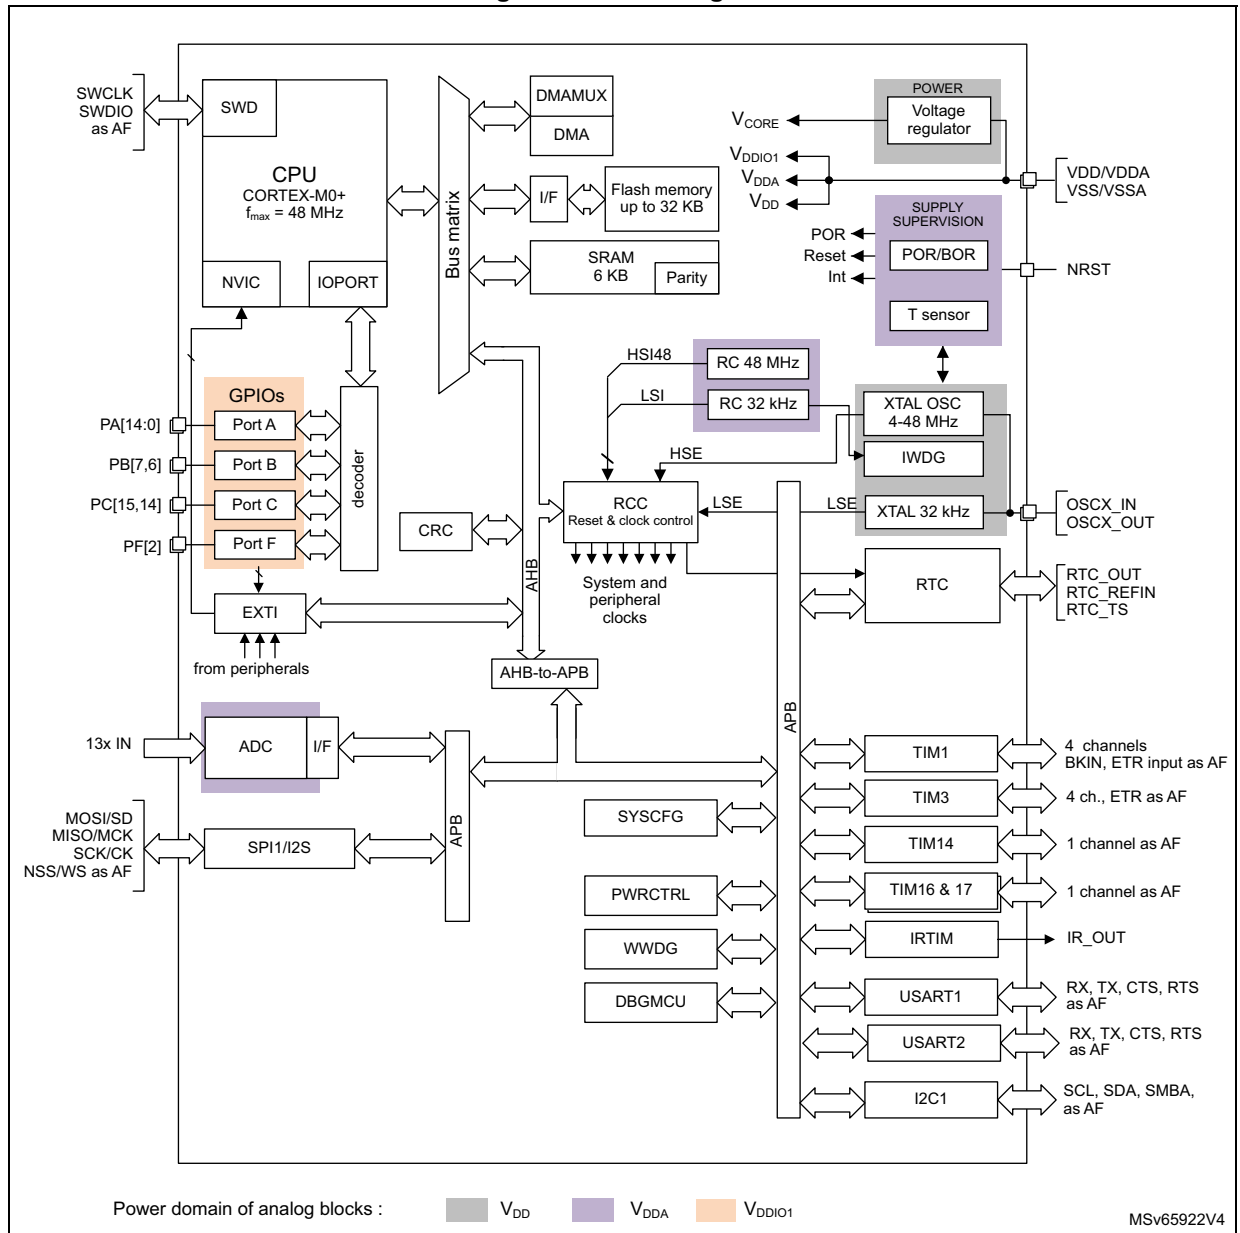 SWCLK
SWDIO
as AF
SWD
CPU
CORTEX-M0+
fmax = 48 MHz
NVIC
IOPORT
Bus matrix
DMAMUX
DMA
I/F
Flash memory
up to 32 KB
SRAM
6 KB
Parity
POWER
Voltage
regulator
VCORE
VDDIO1
VDDA
VDD
VDD/VDDA
VSS/VSSA
SUPPLY
SUPERVISION
POR
Reset
Int
POR/BOR
NRST
T sensor
HSI48
RC 48 MHz
LSI
RC 32 kHz
XTAL OSC
4-48 MHz
HSE
IWDG
LSE
LSE
XTAL 32 kHz
OSCX_IN
OSCX_OUT
GPIOs
PA[14:0]
Port A
PB[7,6]
Port B
PC[15,14]
Port C
PF[2]
Port F
decoder
CRC
AHB
RCC
Reset & clock control
System and
peripheral
clocks
RTC
RTC_OUT
RTC_REFIN
RTC_TS
EXTI
from peripherals
AHB-to-APB
13x IN
ADC
I/F
APB
APB
MOSI/SD
MISO/MCK
SCK/CK
NSS/WS as AF
SPI1/I2S
SYSCFG
PWRCTRL
WWDG
DBGMCU
TIM1
4 channels
BKIN, ETR input as AF
TIM3
4 ch., ETR as AF
TIM14
1 channel as AF
TIM16 & 17
1 channel as AF
IRTIM
IR_OUT
USART1
RX, TX, CTS, RTS
as AF
USART2
RX, TX, CTS, RTS
as AF
I2C1
SCL, SDA, SMBA,
as AF
Power domain of analog blocks :
VDD
VDDA
VDDIO1
MSv65922V4